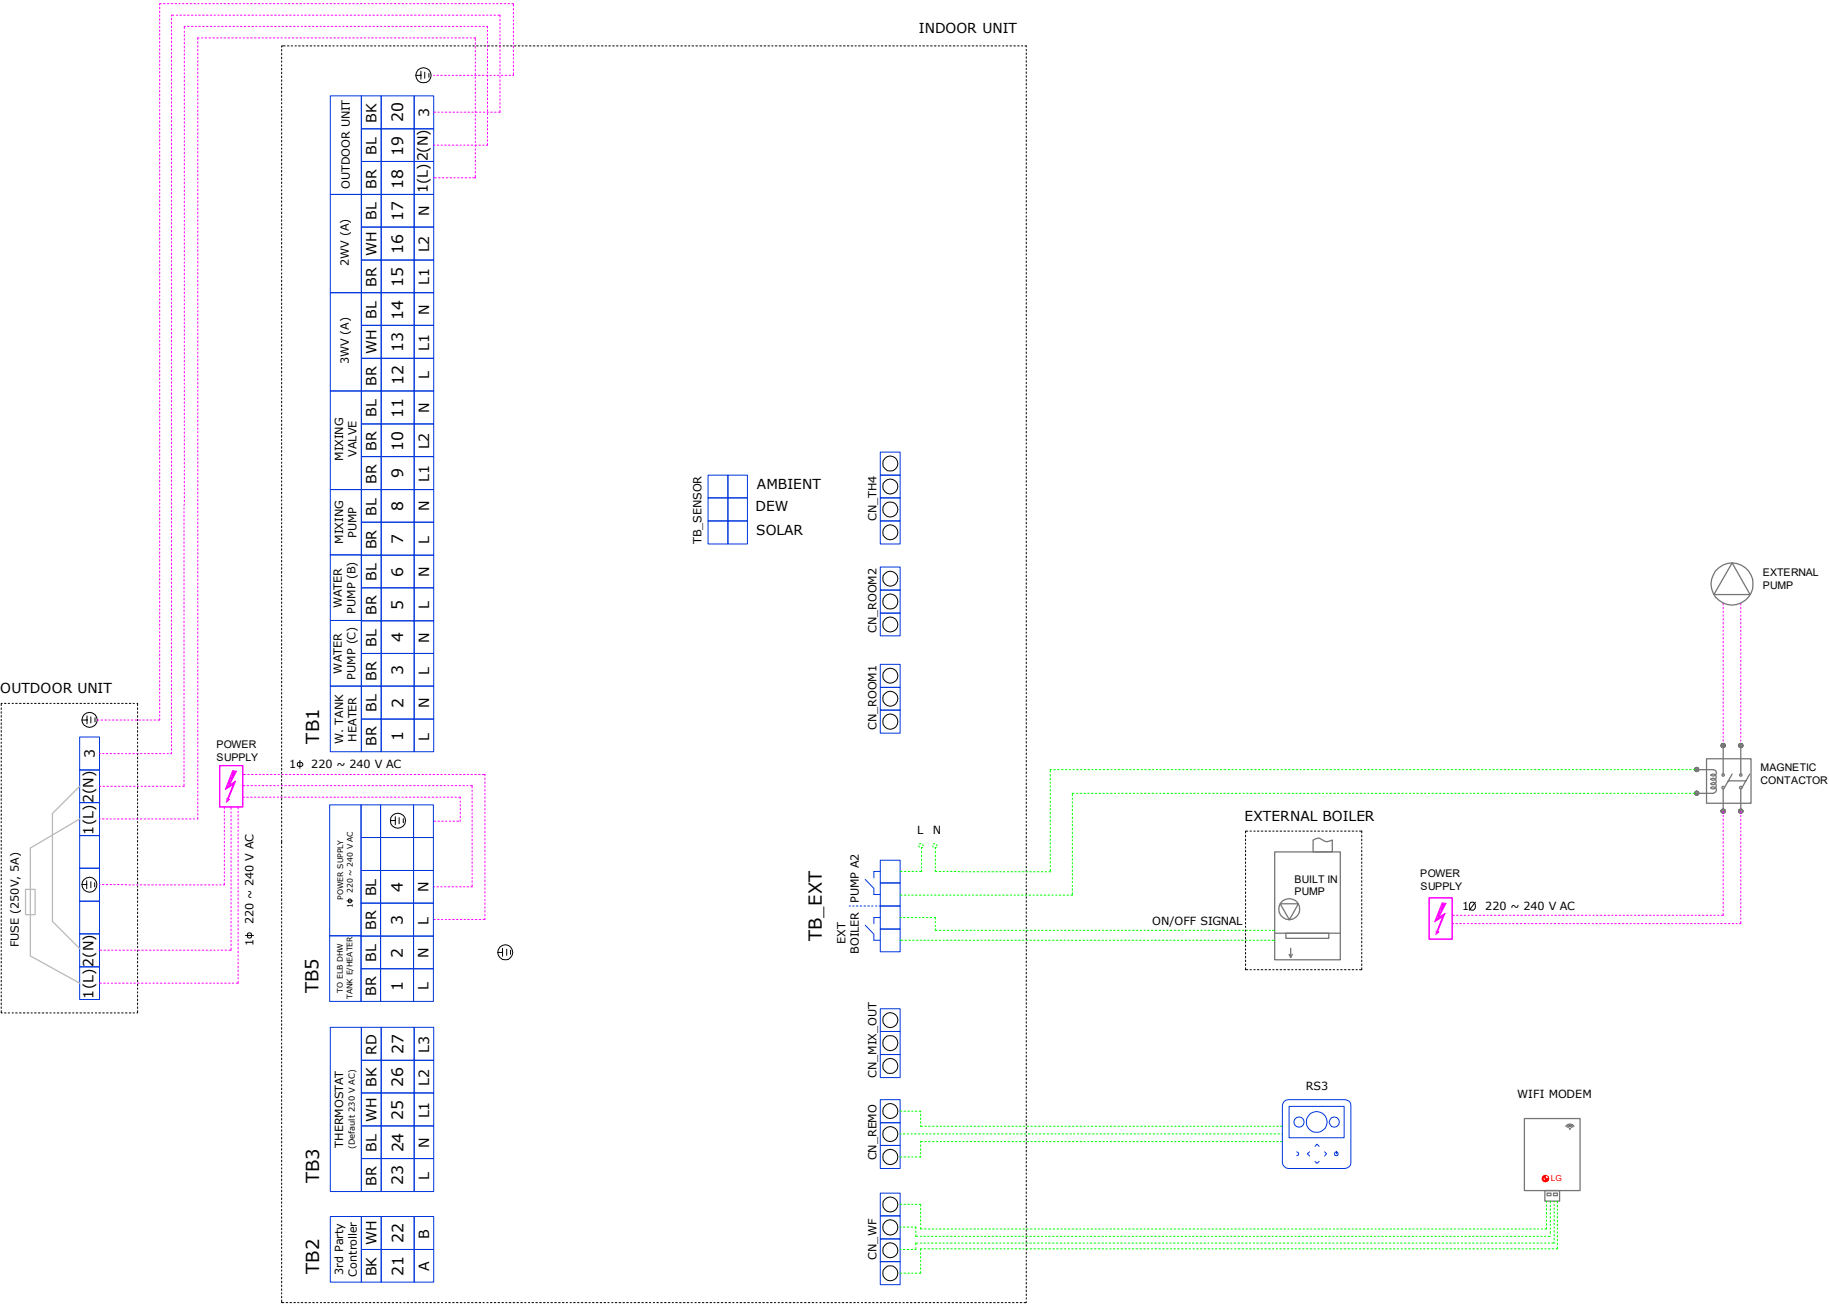 INDOOR UNIT
TB1
OUTDOOR UNIT
BK 20 3
BL 19 2(N)
BR 18 1(L)
2WV (A)
BL 17 N
WH 16 L2
BR 15 L1
3WV (A)
BL 14 N
WH 13 L1
BR 12 L
MIXING
VALVE
BL 11 N
BR 10 L2
BR 9 L1
MIXING
PUMP
BL 8 N
BR 7 L
WATER
PUMP (B)
BL 6 N
BR 5 L
WATER
PUMP (C)
BL 4 N
BR 3 L
W. TANK
HEATER
BL 2 N
BR 1 L
OUTDOOR UNIT
3
2(N)
1(L)
2(N)
1(L)
FUSE (250V, 5A)
POWER
SUPPLY
1Φ 220 ~ 240 V AC
1Φ 220 ~ 240 V AC
TB5
POWER SUPPLY
1Φ 220 ~ 240 V AC
BL 4 N
BR 3 L
TO ELB DHW
TANK E/HEATER
BL 2 N
BR 1 L
TB3
THERMOSTAT
(Default 230 V AC)
RD 27 L3
BK 26 L2
WH 25 L1
BL 24 N
BR 23 L
TB2
3rd Party
Controller
WH 22 B
BK 21 A
TB_SENSOR
AMBIENT
DEW
SOLAR
CN_TH4
CN_ROOM2
CN_ROOM1
L N
TB_EXT
PUMP A2
EXT
BOILER
CN_MIX_OUT
CN_REMO
CN_WF
EXTERNAL
PUMP
MAGNETIC
CONTACTOR
EXTERNAL BOILER
BUILT IN
PUMP
ON/OFF SIGNAL
POWER
SUPPLY
1Ø 220 ~ 240 V AC
RS3
WIFI MODEM
LG